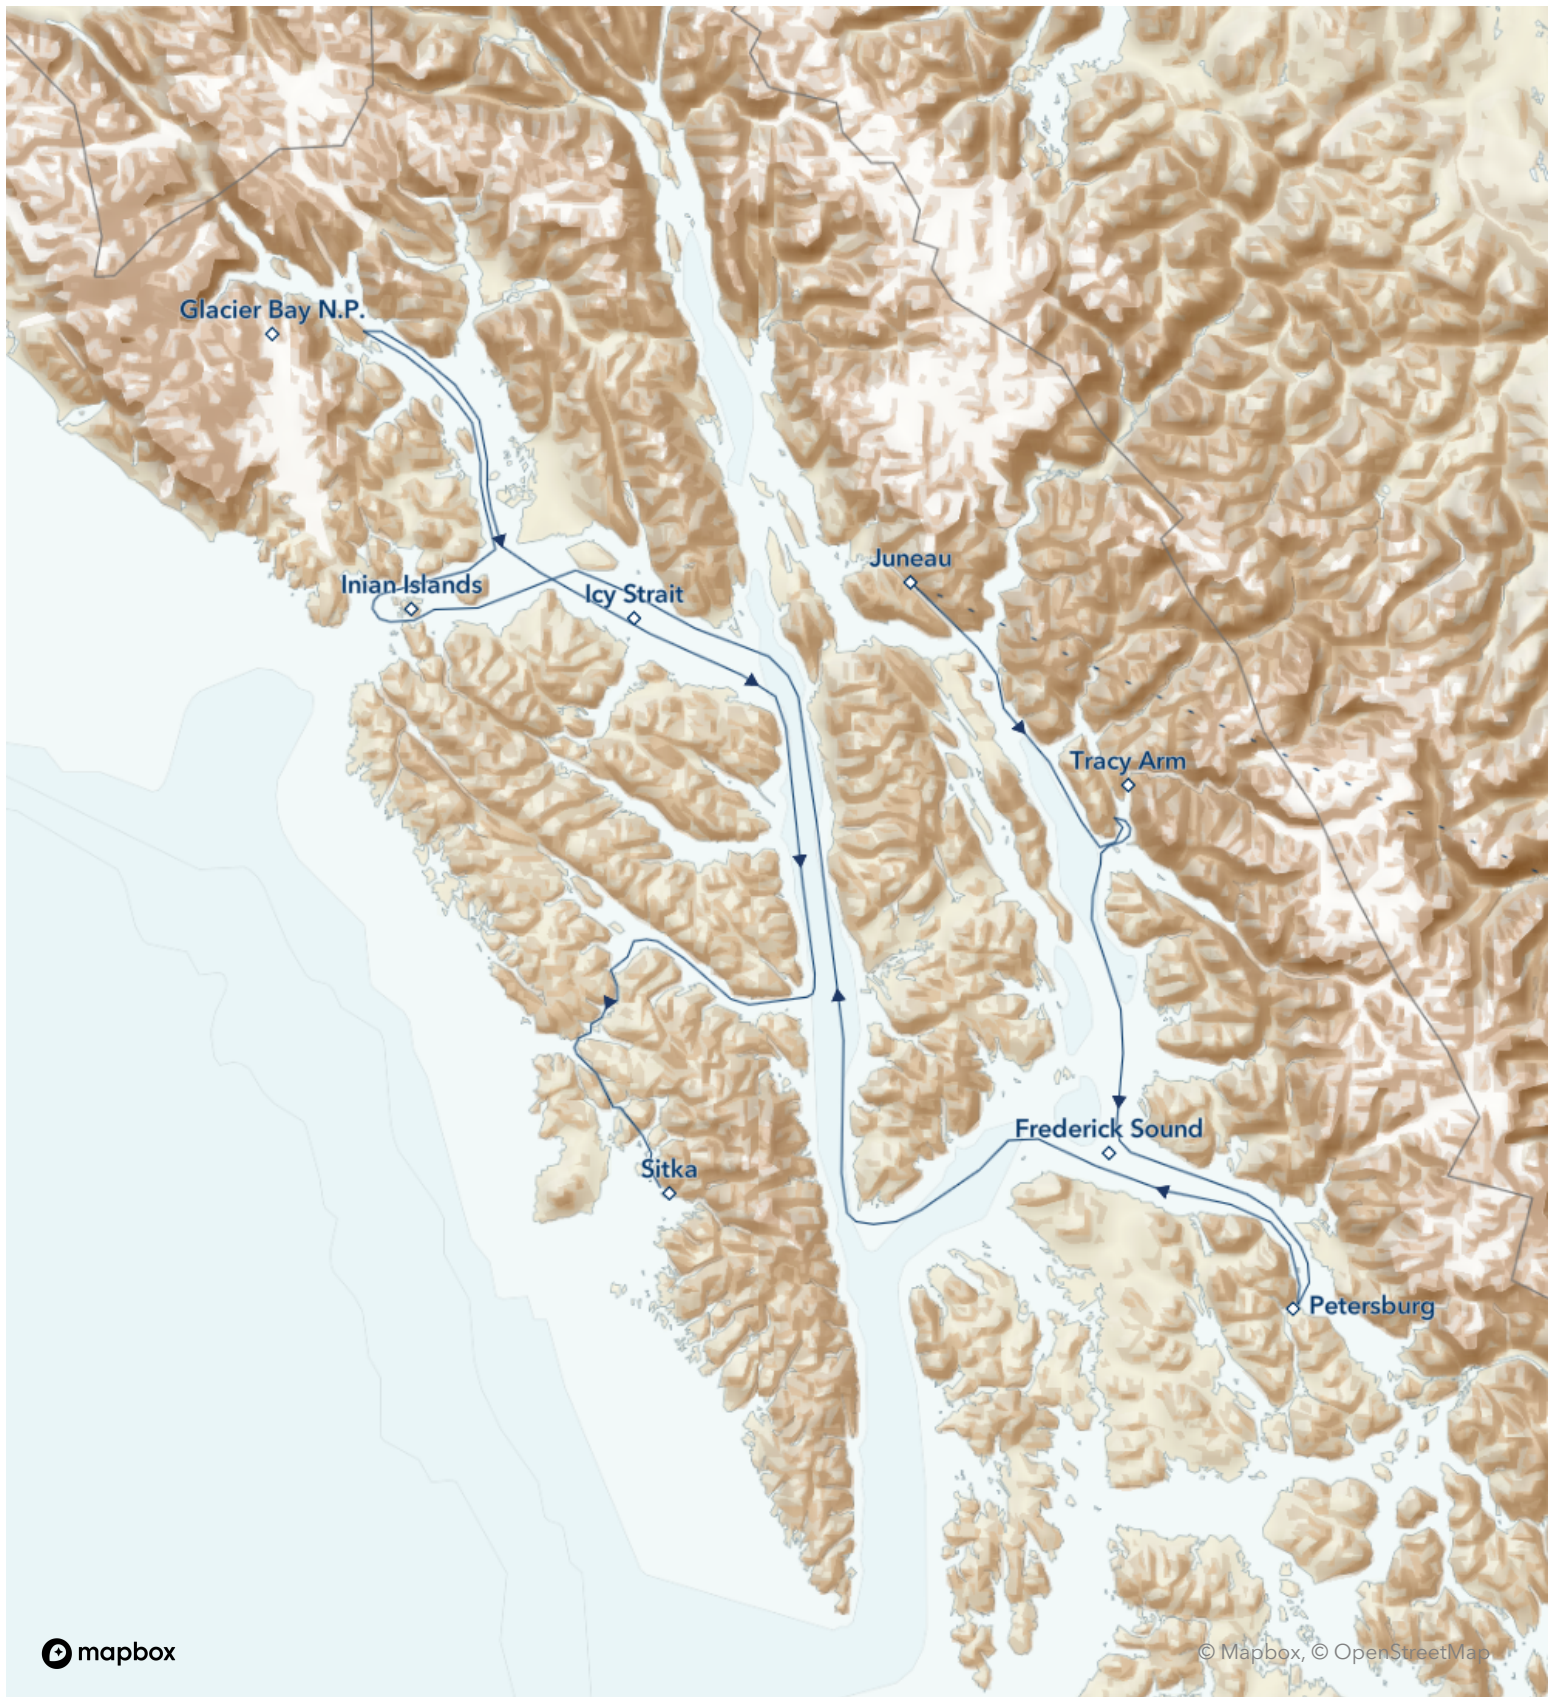 Glacier Bay N.P.
Juneau
Inian Islands
Icy Strait
Tracy Arm
Frederick Sound
Sitka
Petersburg
mapbox
© Mapbox, © OpenStreetMap